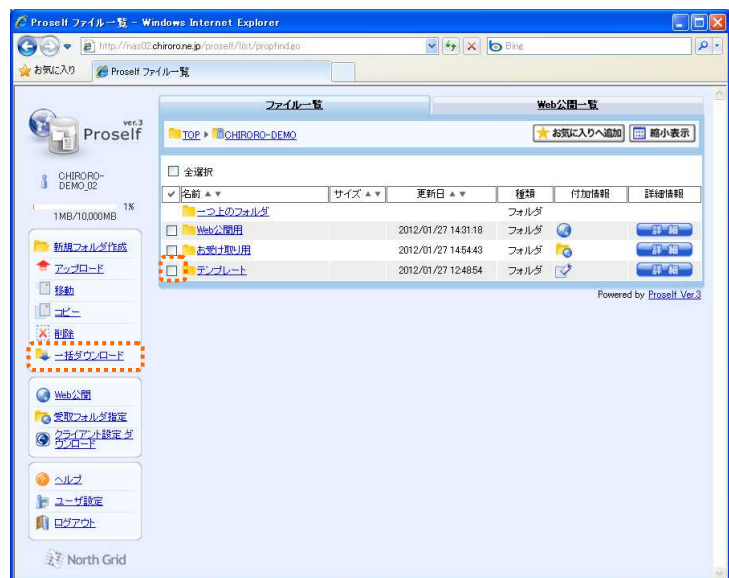 Proself ファイル一覧 - Windows Internet Explorer
http://nas02.chiroro.ne.jp/proself/list/propfind.go
Bing
お気に入り
Proself ファイル一覧
ver.3
Proself
CHIRORO-
DEMO_02
1%
1MB/10,000MB
新規フォルダ作成
アップロード
移動
コピー
削除
一括ダウンロード
Web公開
受取フォルダ指定
クライアント設定 ダ
ウンロード
ヘルプ
ユーザ設定
ログアウト
North Grid
ファイル一覧 Web公開一覧
TOP CHIRORO-DEMO お気に入りへ追加 縮小表示
全選択
名前 ▲▼ サイズ ▲▼ 更新日 ▲▼ 種類 付加情報 詳細情報
一つ上のフォルダ フォルダ
Web公開用 2012/01/27 14:31:18 フォルダ 詳 細
お受け取り用 2012/01/27 14:54:43 フォルダ 詳 細
テンプレート 2012/01/27 12:48:54 フォルダ 詳 細
Powered by Proself Ver.3